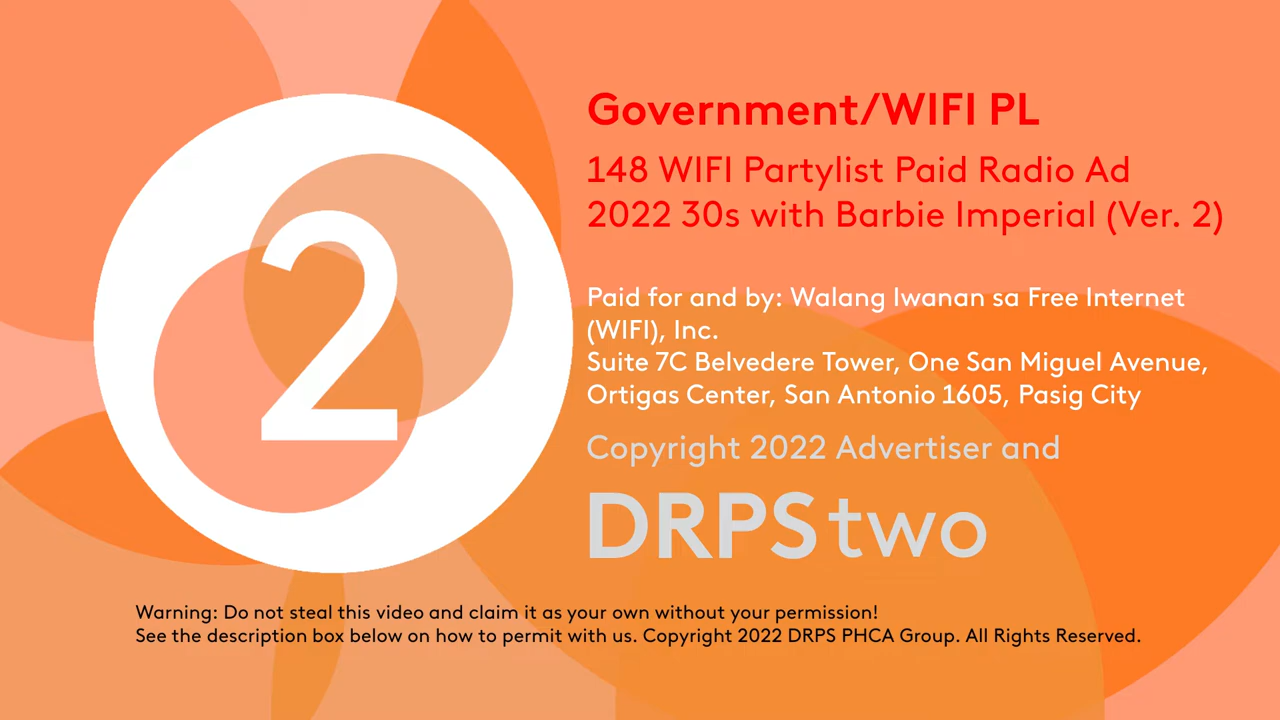 2
Government/WIFI PL
148 WIFI Partylist Paid Radio Ad
2022 30s with Barbie Imperial (Ver. 2)
Paid for and by: Walang Iwanan sa Free Internet
(WIFI), Inc.
Suite 7C Belvedere Tower, One San Miguel Avenue,
Ortigas Center, San Antonio 1605, Pasig City
Copyright 2022 Advertiser and
DRPS two
Warning: Do not steal this video and claim it as your own without your permission!
See the description box below on how to permit with us. Copyright 2022 DRPS PHCA Group. All Rights Reserved.